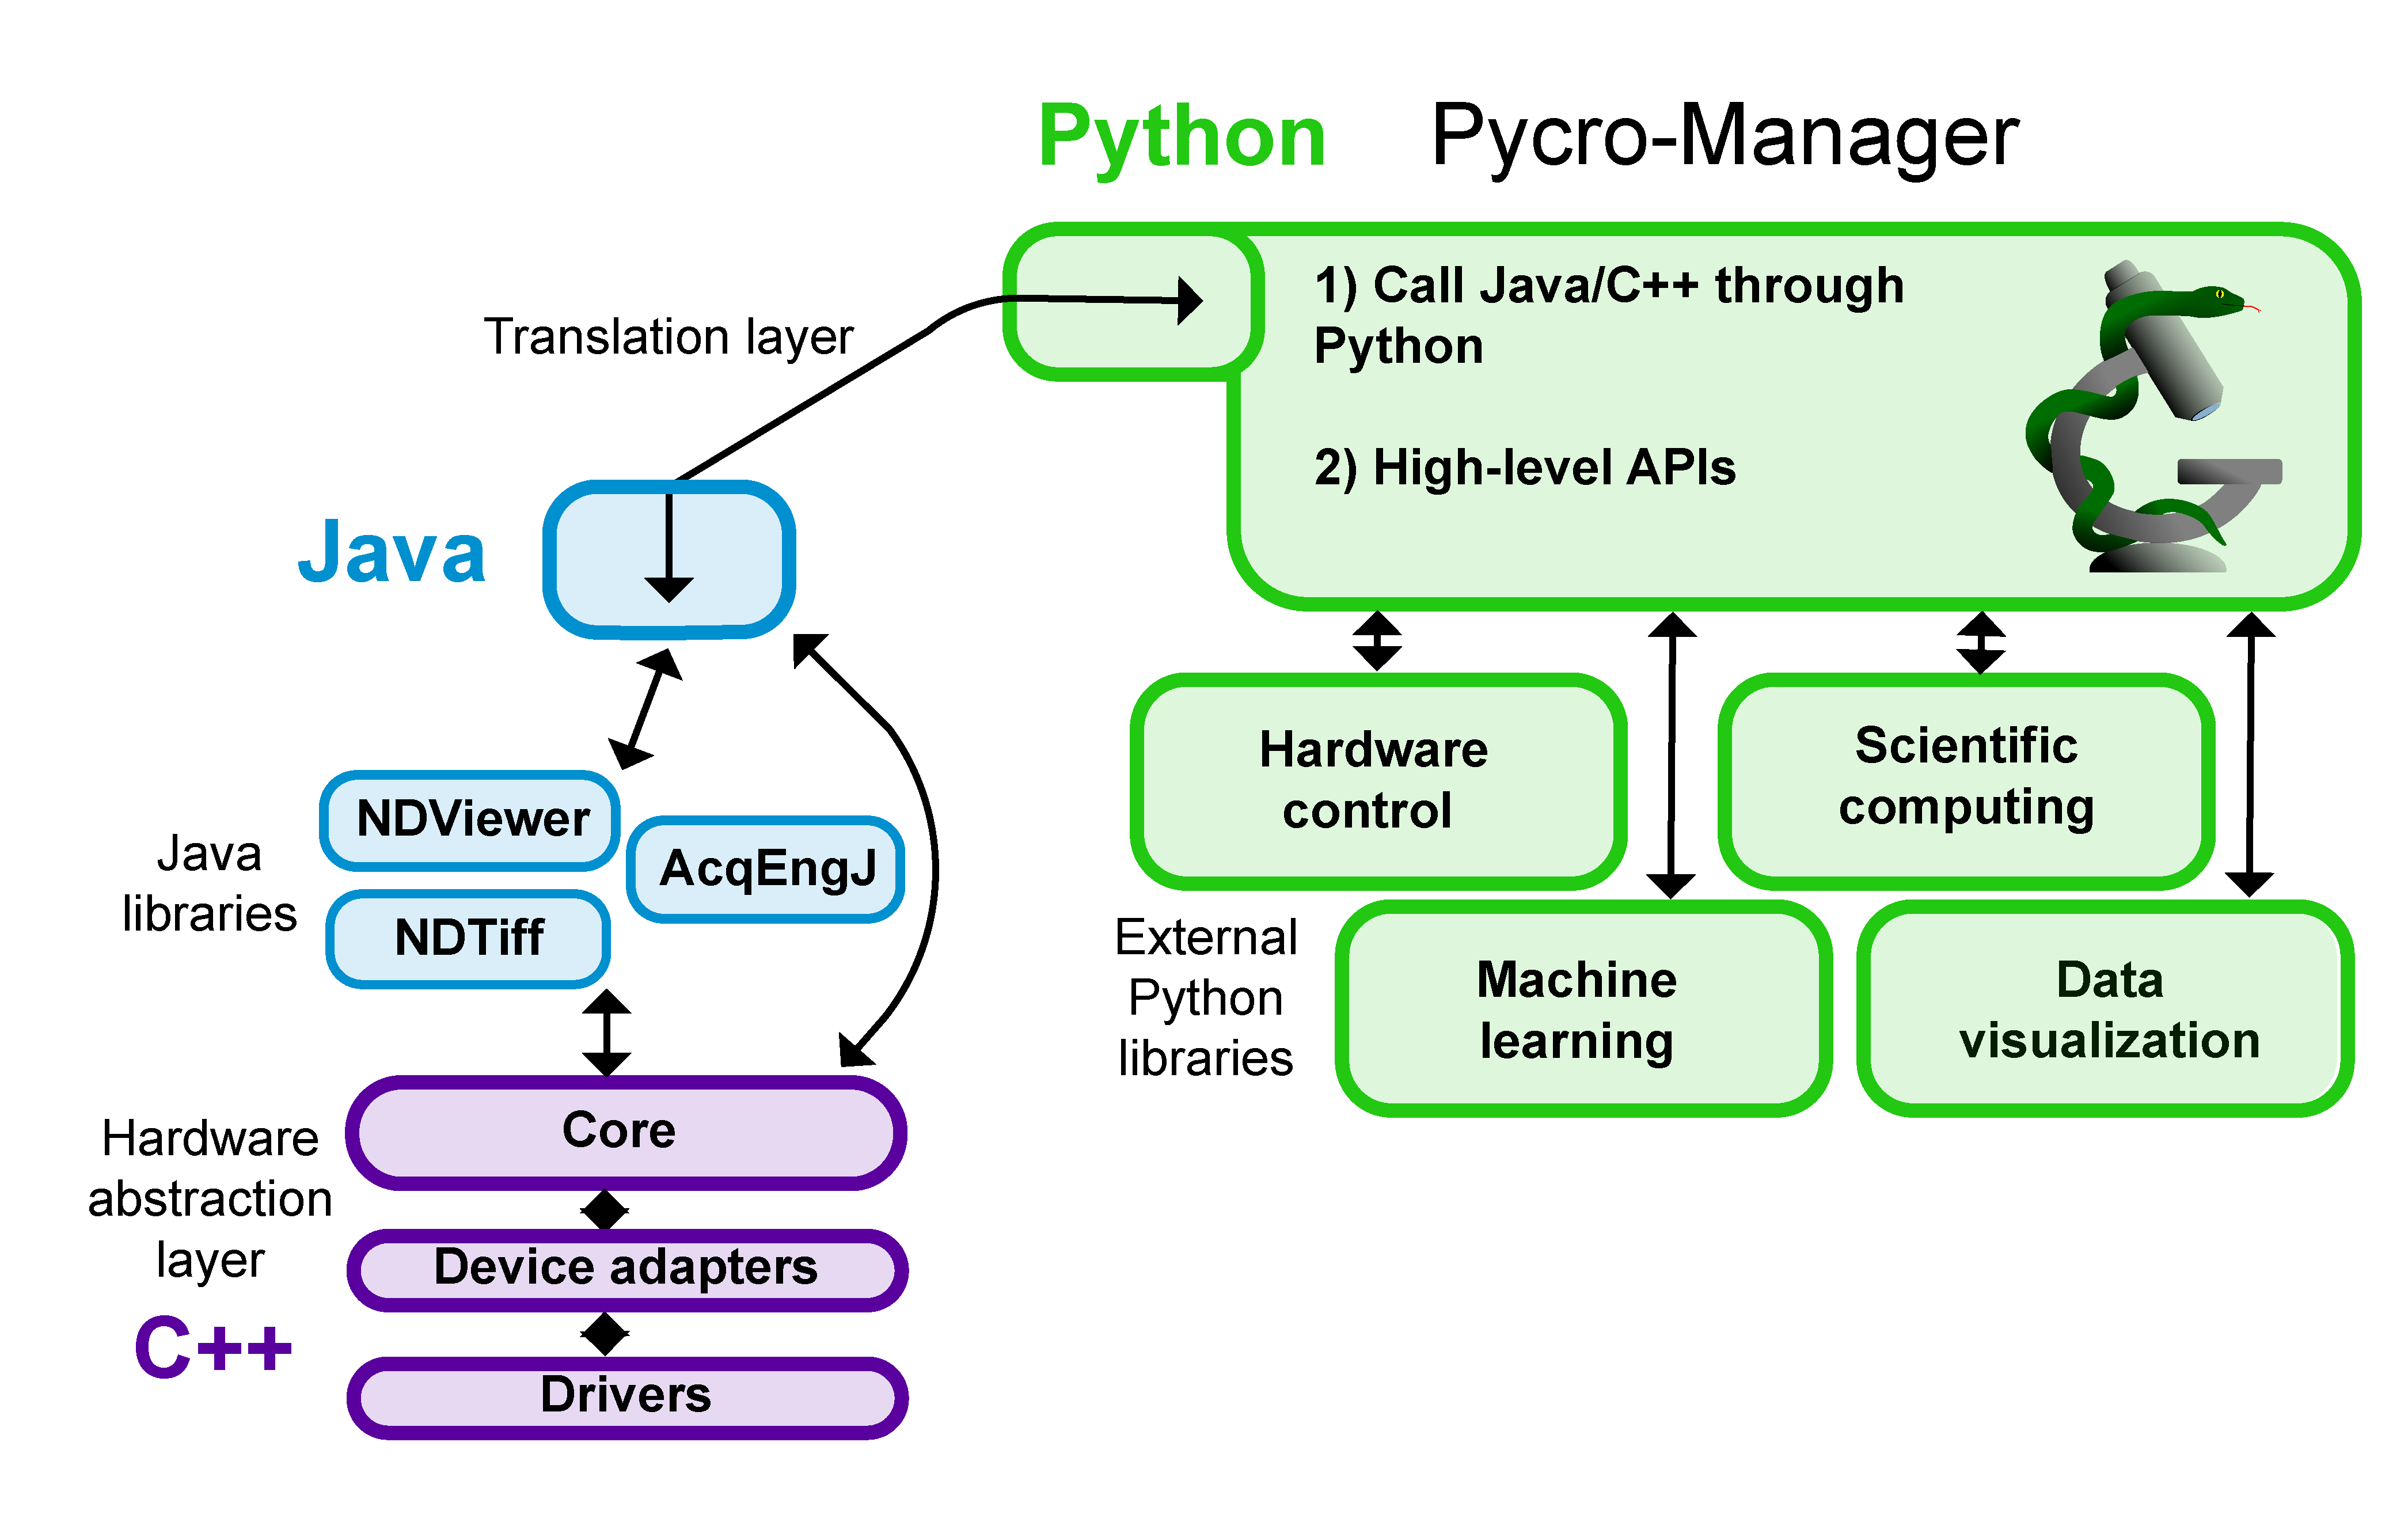 Python Pycro-Manager
1) Call Java/C++ through
Python
2) High-level APIs
Translation layer
Java
NDViewer
AcqEngJ
NDTiff
Java
libraries
Hardware
control
Scientific
computing
External
Python
libraries
Machine
learning
Data
visualization
Core
Hardware
abstraction
layer
Device adapters
C++
Drivers